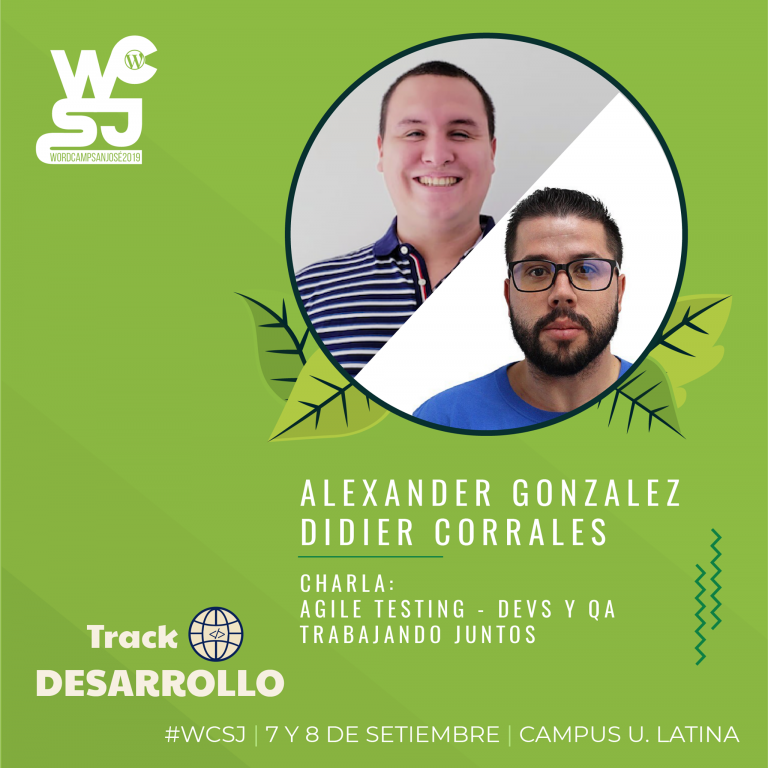 WC
SJ
WORDCAMPSANJOSÉ2019
ALEXANDER GONZALEZ
DIDIER CORRALES
CHARLA:
AGILE TESTING - DEVS Y QA
TRABAJANDO JUNTOS
Track </>
DESARROLLO
#WCSJ | 7 Y 8 DE SETIEMBRE | CAMPUS U. LATINA